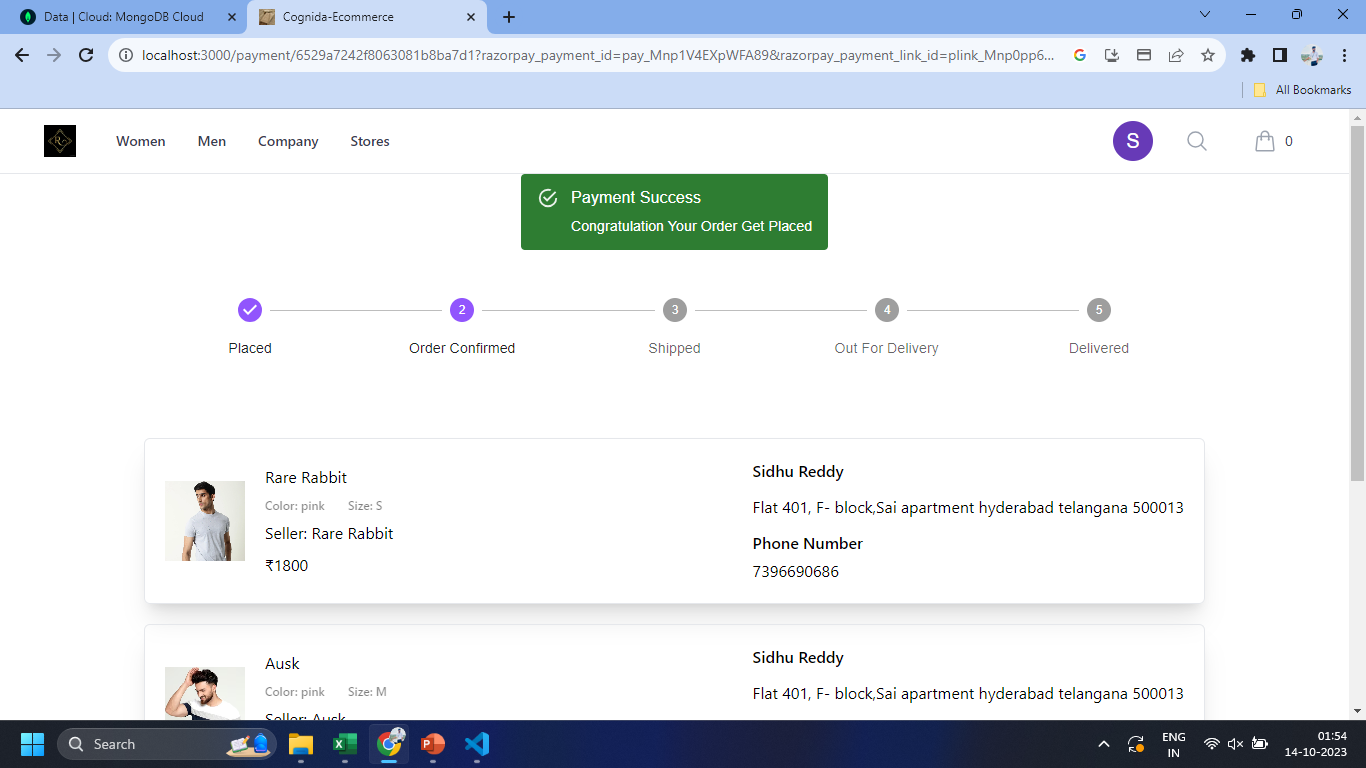 Data | Cloud: MongoDB Cloud
Cognida-Ecommerce
localhost:3000/payment/6529a7242f8063081b8ba7d1?razorpay_payment_id=pay_Mnp1V4EXpWFA89&razorpay_payment_link_id=plink_Mnp0pp6...
All Bookmarks
Women Men Company Stores
S
0
Payment Success
Congratulation Your Order Get Placed
2 3 4 5
Placed Order Confirmed Shipped Out For Delivery Delivered
Rare Rabbit
Color: pink Size: S
Seller: Rare Rabbit
₹1800
Sidhu Reddy
Flat 401, F- block,Sai apartment hyderabad telangana 500013
Phone Number
7396690686
Ausk
Color: pink Size: M
Seller: Ausk
Sidhu Reddy
Flat 401, F- block,Sai apartment hyderabad telangana 500013
Search
ENG
IN
01:54
14-10-2023